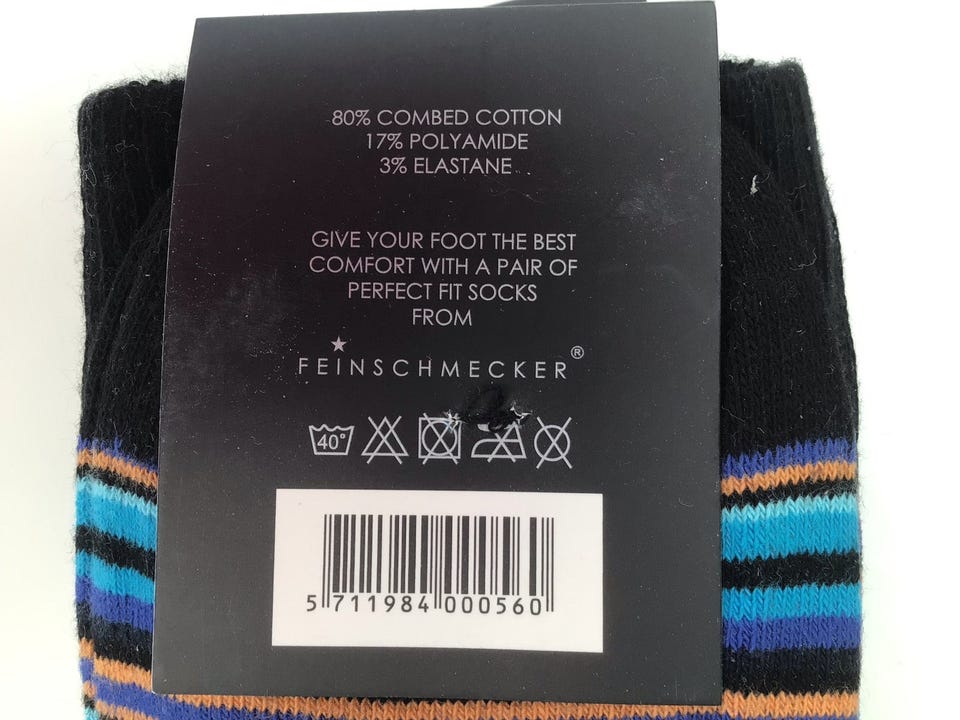 80% COMBED COTTON
17% POLYAMIDE
3% ELASTANE
GIVE YOUR FOOT THE BEST
COMFORT WITH A PAIR OF
PERFECT FIT SOCKS
FROM
FEINSCHMECKER®
40°
5 711984 000560